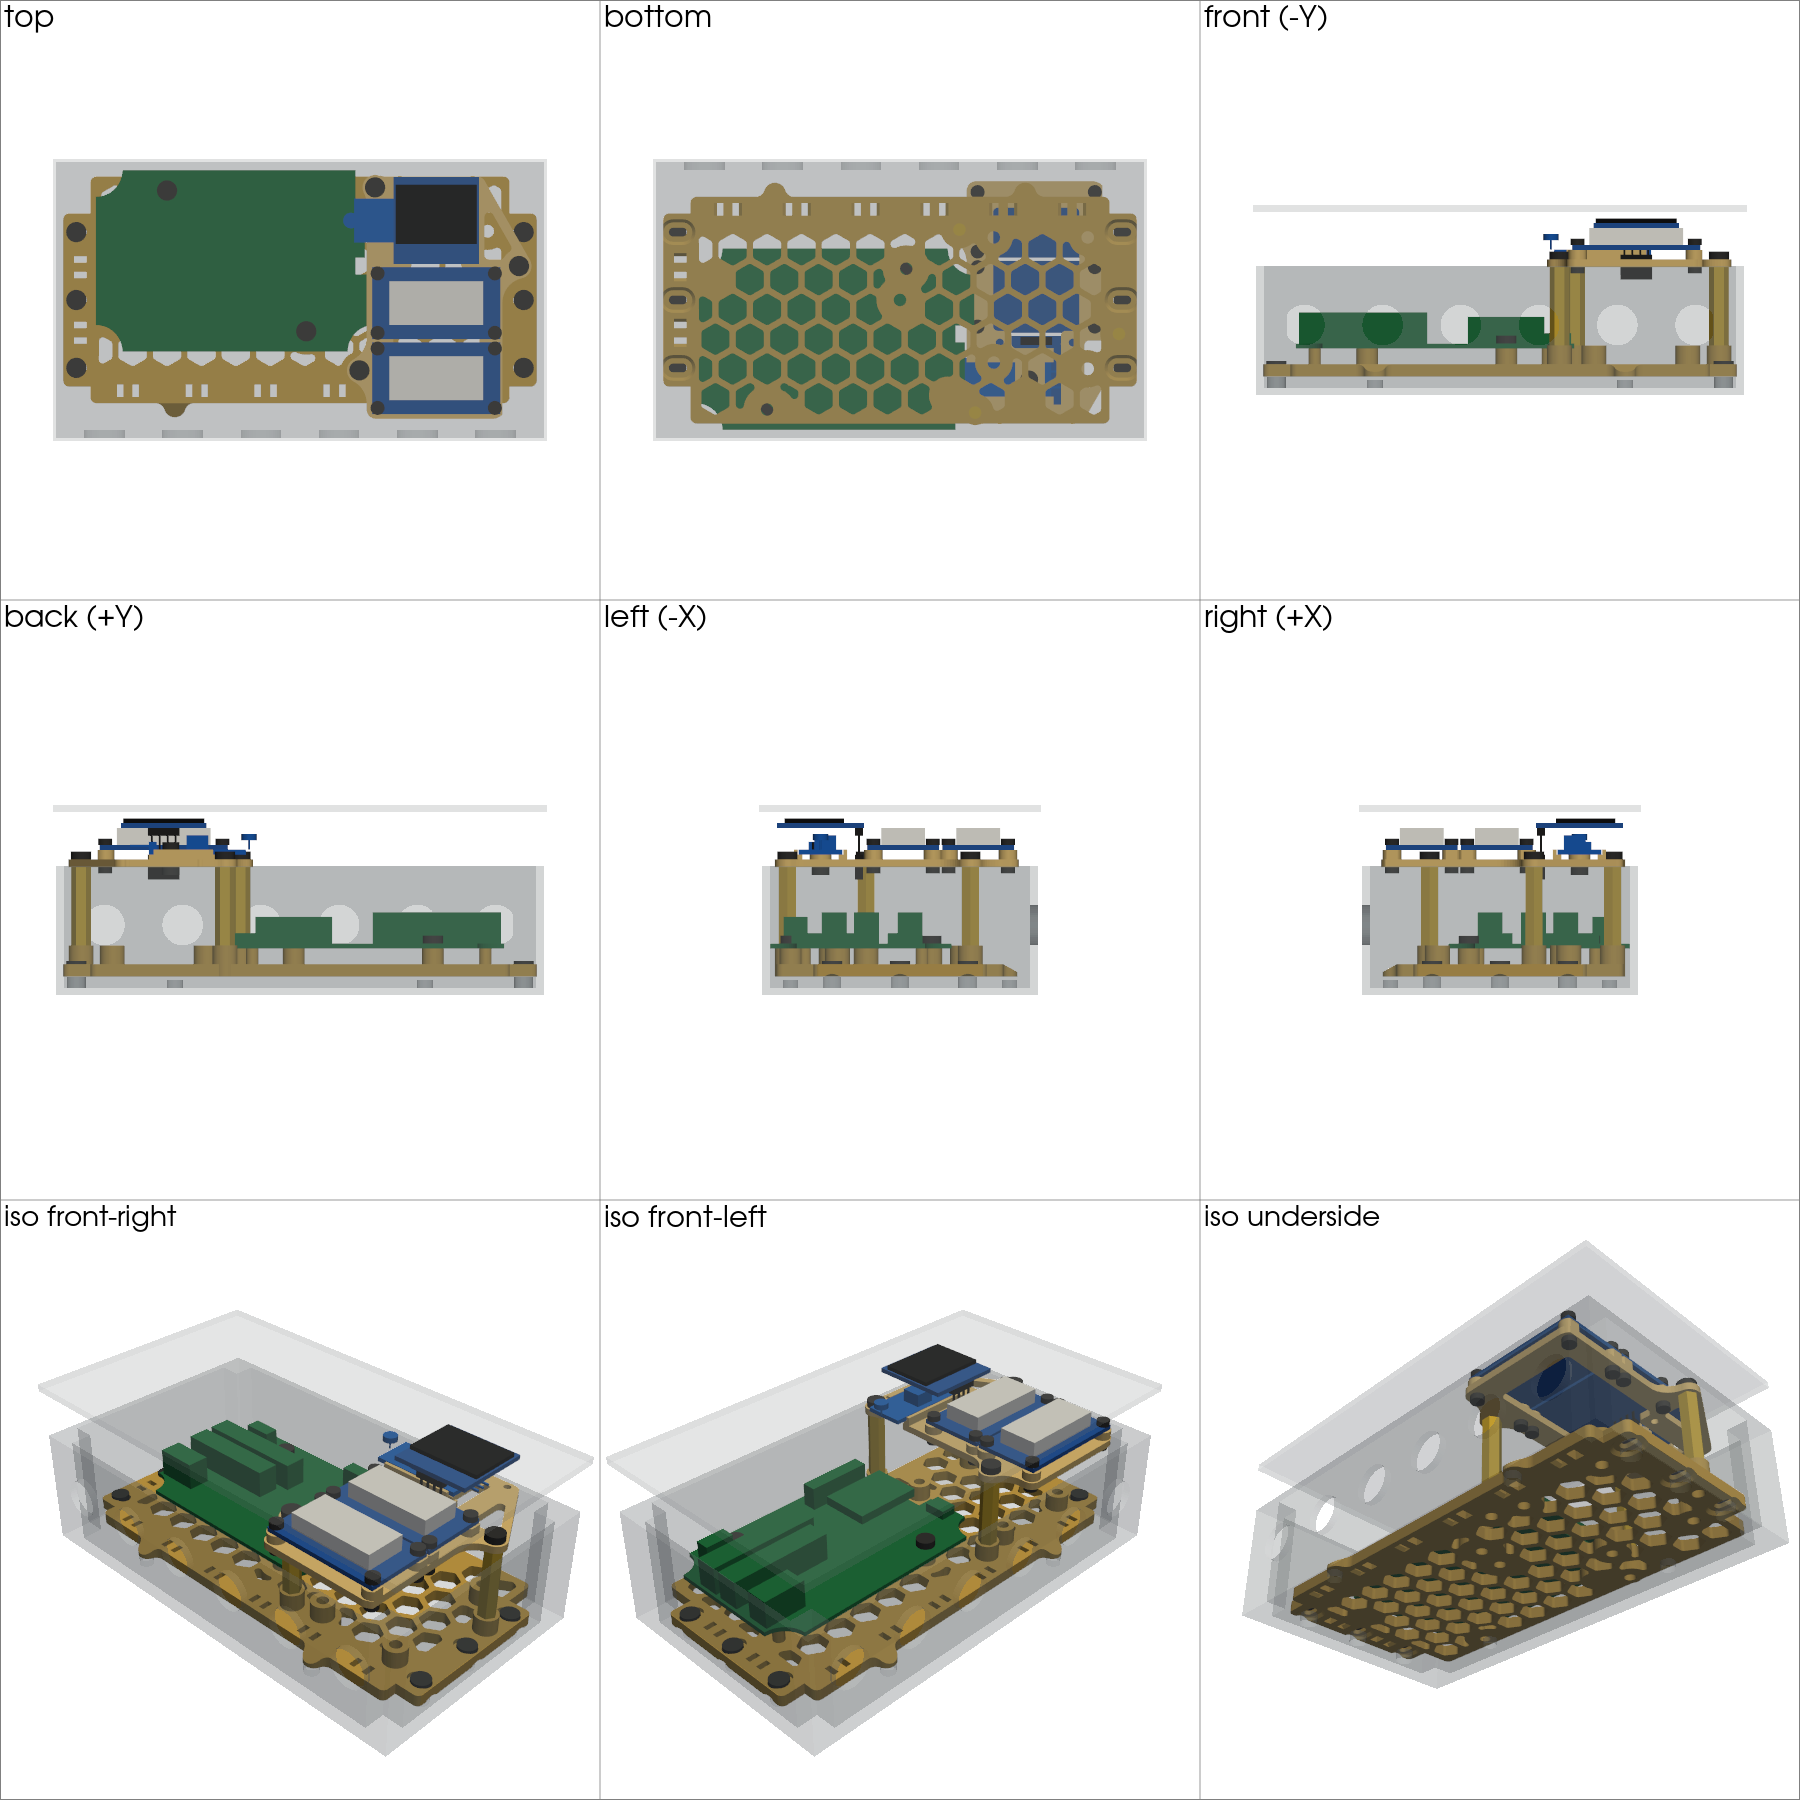 top
bottom
front (-Y)
back (+Y)
left (-X)
right (+X)
iso front-right
iso front-left
iso underside